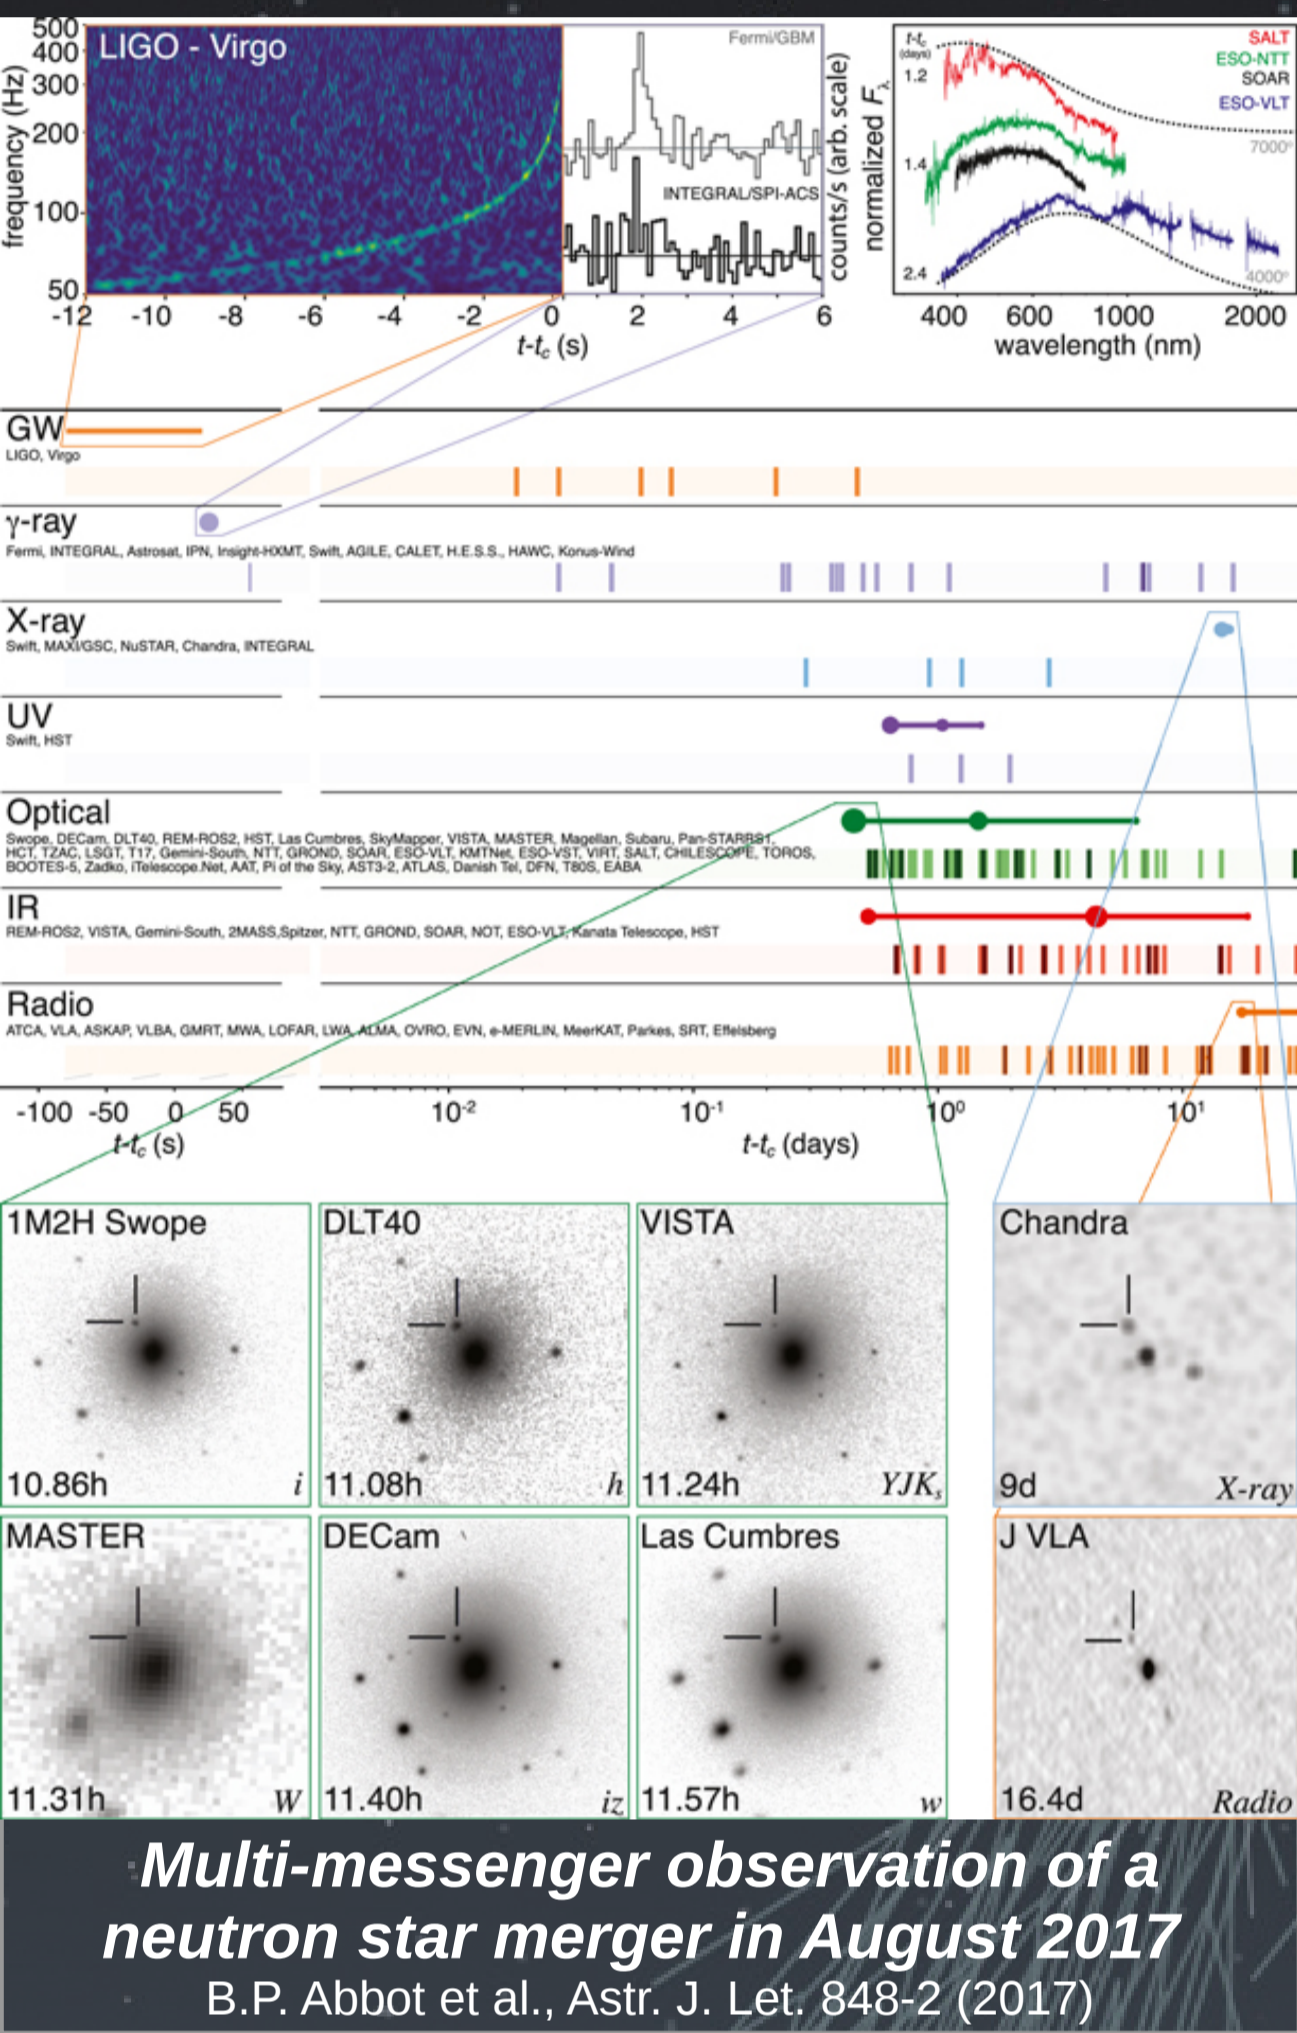 LIGO - Virgo
Fermi/GBM
INTEGRAL/SPI-ACS
frequency (Hz)
500
400
300
200
100
50
-12 -10 -8 -6 -4 -2 0 2 4 6
t-tc (s)
counts/s (arb. scale)
normalized Fλ
t-tc
(days)
1.2
1.4
2.4
SALT
ESO-NTT
SOAR
ESO-VLT
7000°
4000°
400 600 1000 2000
wavelength (nm)
GW
LIGO, Virgo
γ-ray
Fermi, INTEGRAL, Astrosat, IPN, Insight-HXMT, Swift, AGILE, CALET, H.E.S.S., HAWC, Konus-Wind
X-ray
Swift, MAXI/GSC, NuSTAR, Chandra, INTEGRAL
UV
Swift, HST
Optical
Swope, DECam, DLT40, REM-ROS2, HST, Las Cumbres, SkyMapper, VISTA, MASTER, Magellan, Subaru, Pan-STARRS1,
HCT, TZAC, LSGT, T17, Gemini-South, NTT, GROND, SOAR, ESO-VLT, KMTNet, ESO-VST, VIRT, SALT, CHILESCOPE, TOROS,
BOOTES-5, Zadko, iTelescope.Net, AAT, Pi of the Sky, AST3-2, ATLAS, Danish Tel, DFN, T80S, EABA
IR
REM-ROS2, VISTA, Gemini-South, 2MASS,Spitzer, NTT, GROND, SOAR, NOT, ESO-VLT, Kanata Telescope, HST
Radio
ATCA, VLA, ASKAP, VLBA, GMRT, MWA, LOFAR, LWA, ALMA, OVRO, EVN, e-MERLIN, MeerKAT, Parkes, SRT, Effelsberg
-100 -50 0 50 10⁻² 10⁻¹ 10⁰ 10¹
t-tc (s) t-tc (days)
1M2H Swope
10.86h i
DLT40
11.08h h
VISTA
11.24h YJKs
Chandra
9d X-ray
MASTER
11.31h W
DECam
11.40h iz
Las Cumbres
11.57h w
J VLA
16.4d Radio
Multi-messenger observation of a
neutron star merger in August 2017
B.P. Abbot et al., Astr. J. Let. 848-2 (2017)